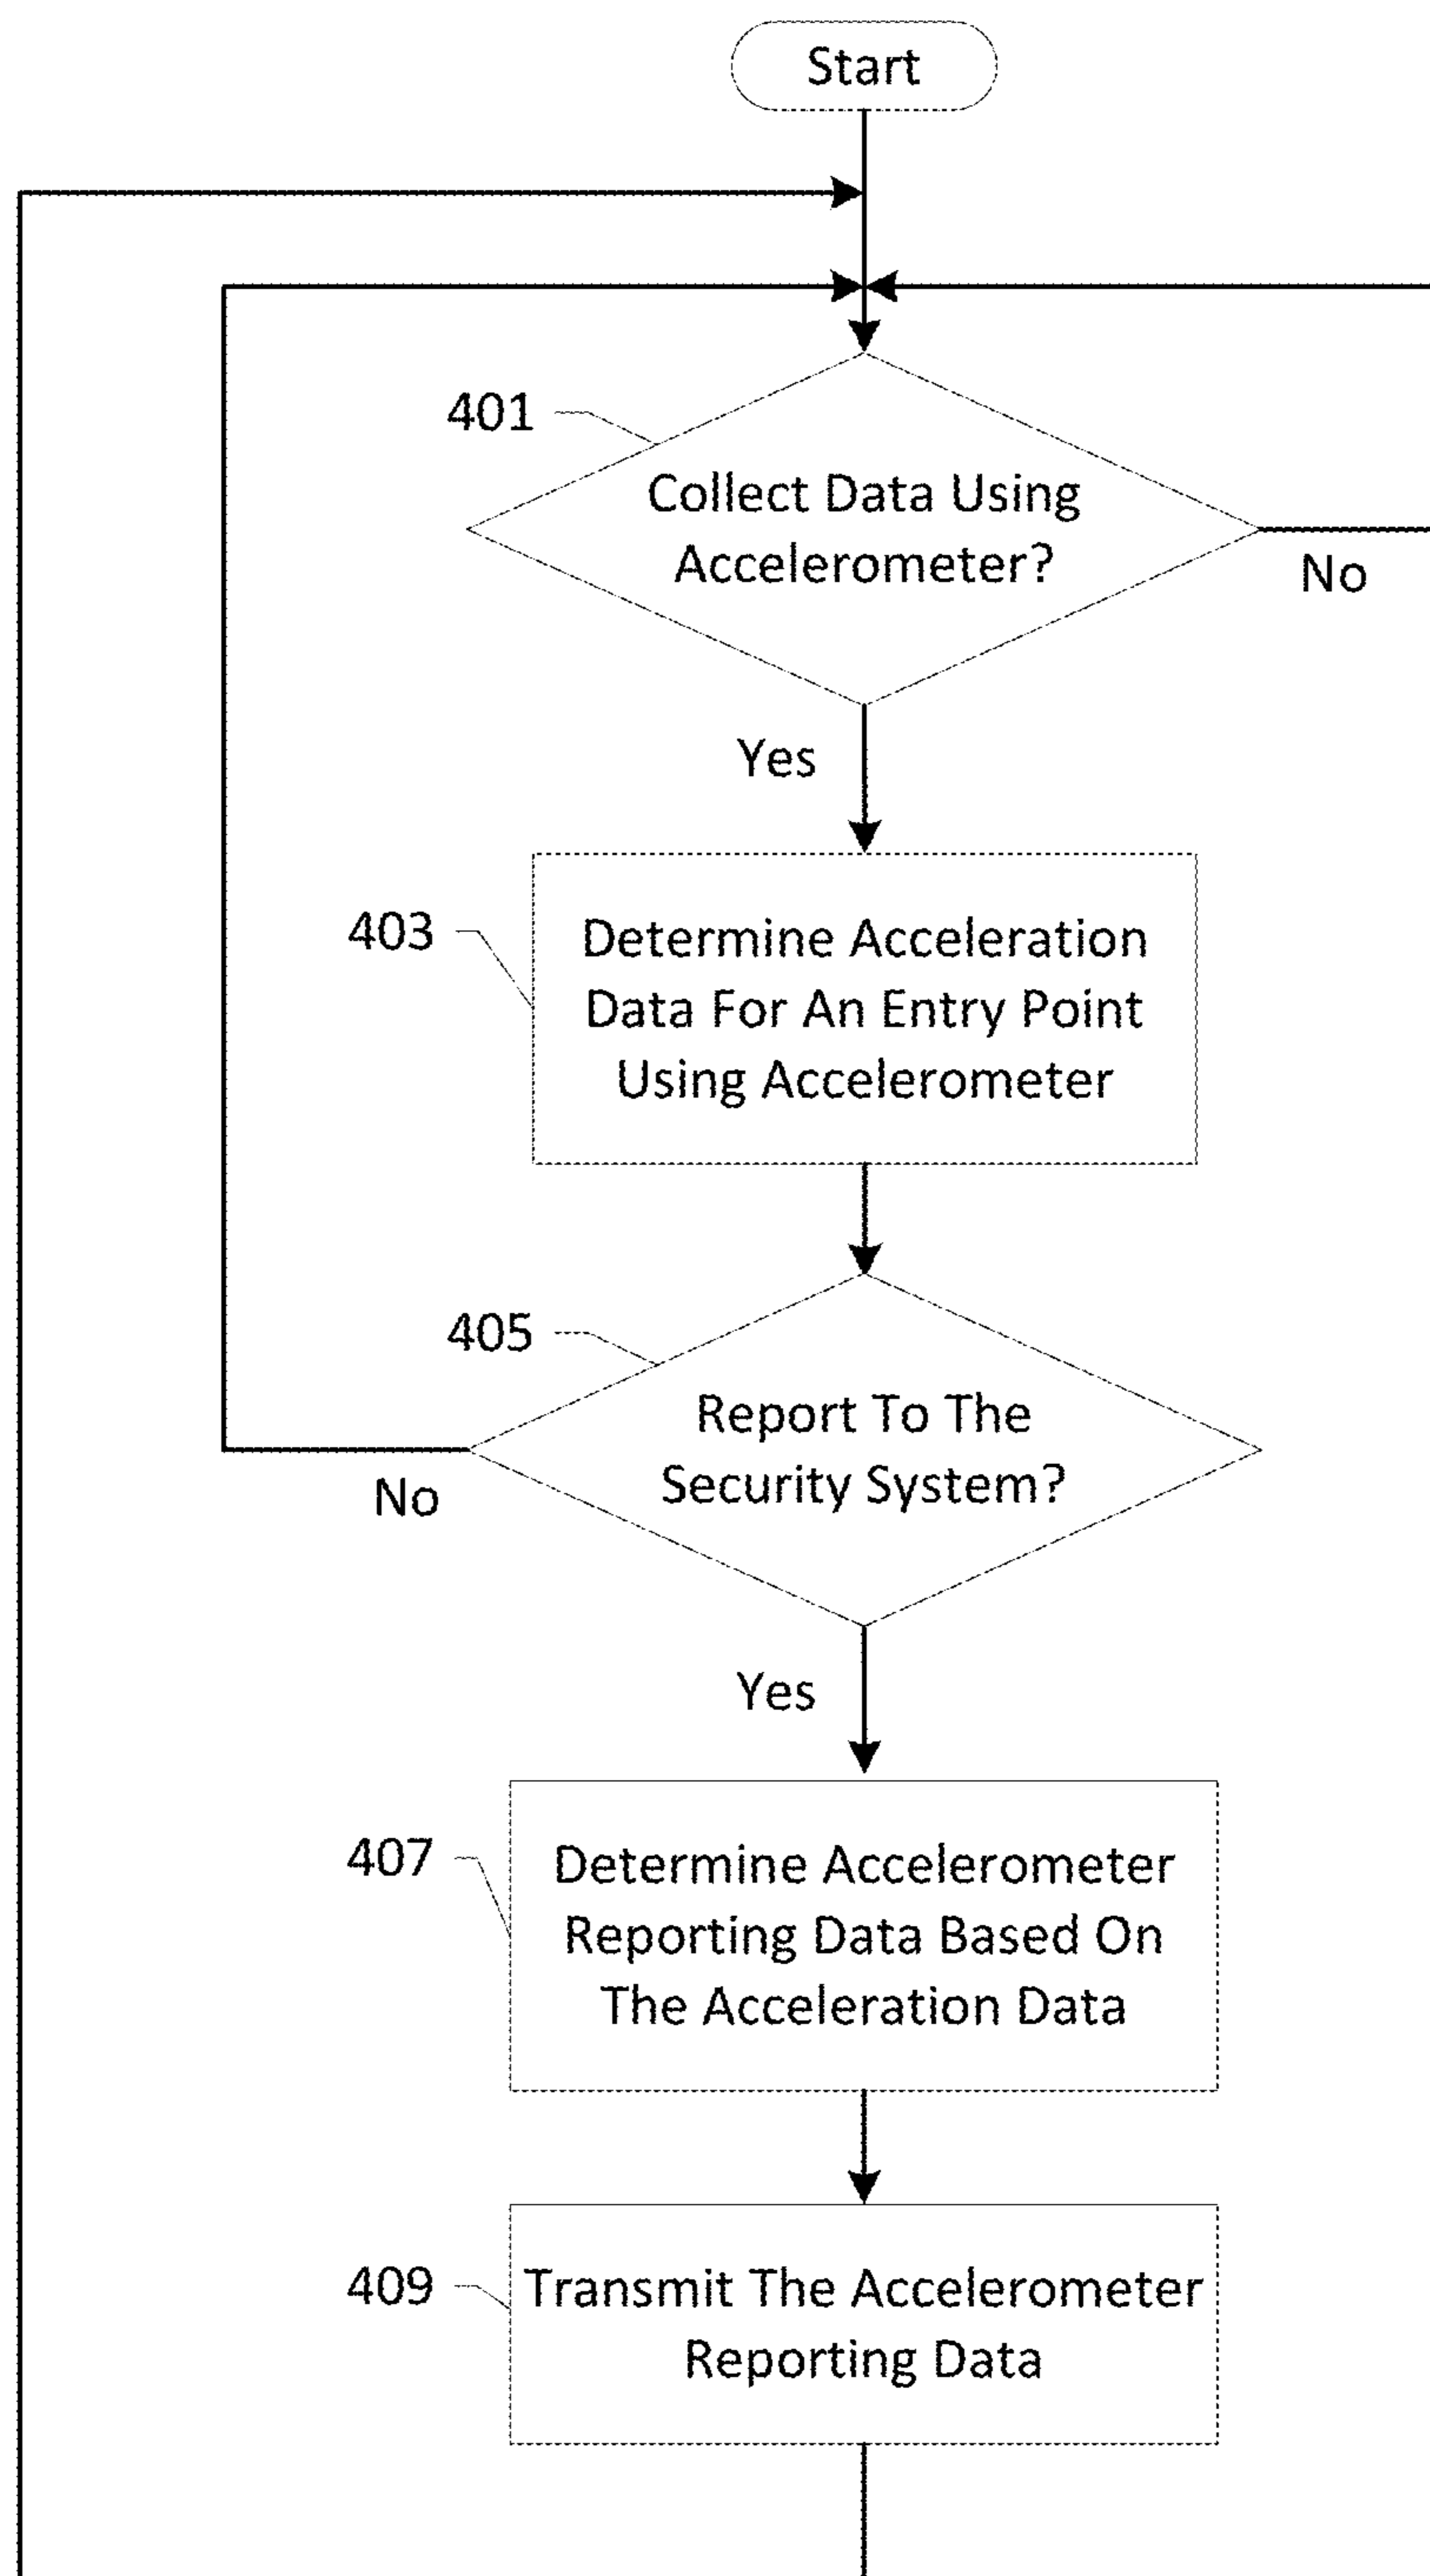 Start
401
Collect Data Using
Accelerometer?
No
Yes
403
Determine Acceleration
Data For An Entry Point
Using Accelerometer
405
Report To The
Security System?
No
Yes
407
Determine Accelerometer
Reporting Data Based On
The Acceleration Data
409
Transmit The Accelerometer
Reporting Data